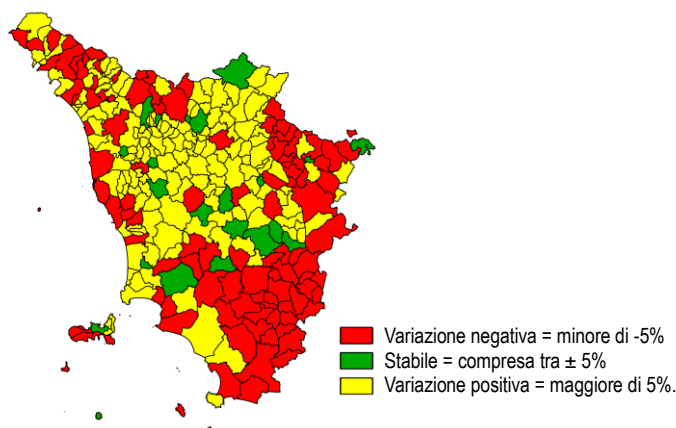 Variazione negativa = minore di -5%
Stabile = compresa tra ± 5%
Variazione positiva = maggiore di 5%.